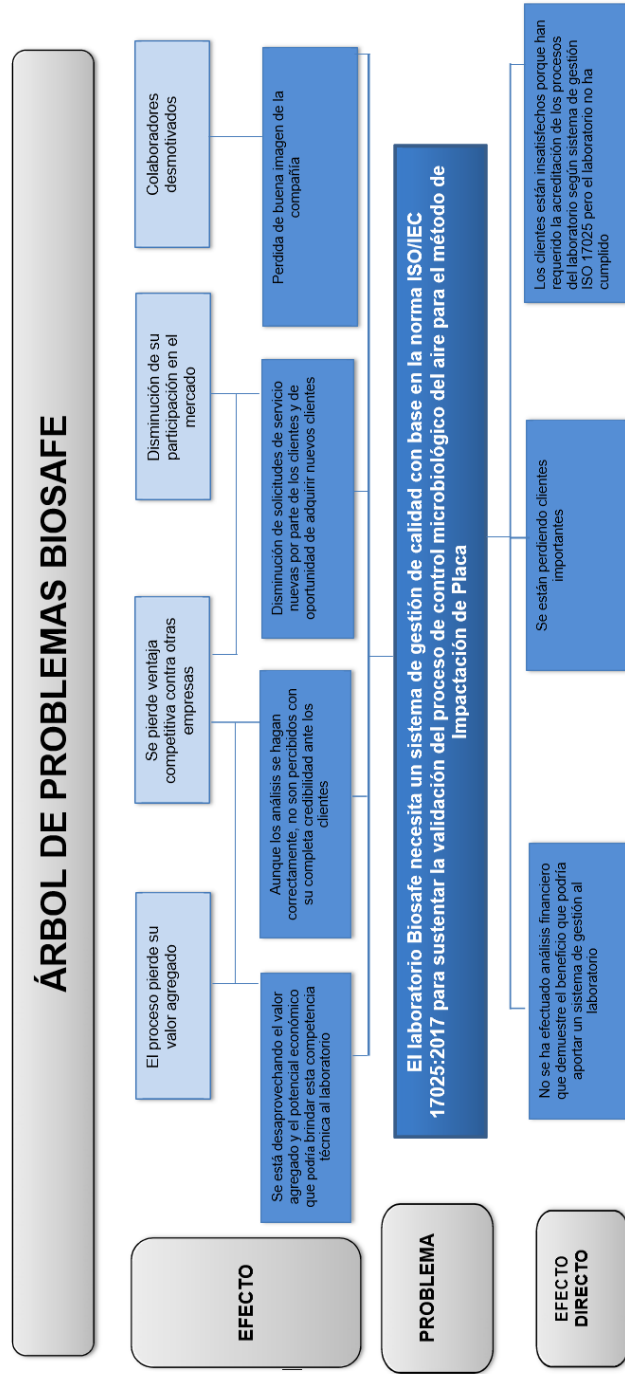 ÁRBOL DE PROBLEMAS BIOSAFE
EFECTO
El proceso pierde su
valor agregado
Se pierde ventaja
competitiva contra otras
empresas
Disminución de su
participación en el
mercado
Colaboradores
desmotivados
Se está desaprovechando el valor
agregado y el potencial económico
que podría brindar esta competencia
técnica al laboratorio
Aunque los análisis se hagan
correctamente, no son percibidos con
su completa credibilidad ante los
clientes
Disminución de solicitudes de servicio
nuevas por parte de los clientes y de
oportunidad de adquirir nuevos clientes
Perdida de buena imagen de la
compañía
PROBLEMA
El laboratorio Biosafe necesita un sistema de gestión de calidad con base en la norma ISO/IEC
17025:2017 para sustentar la validación del proceso de control microbiológico del aire para el método de
Impactación de Placa
EFECTO
DIRECTO
No se ha efectuado análisis financiero
que demuestre el beneficio que podría
aportar un sistema de gestión al
laboratorio
Se están perdiendo clientes
importantes
Los clientes están insatisfechos porque han
requerido la acreditación de los procesos
del laboratorio según sistema de gestión
ISO 17025 pero el laboratorio no ha
cumplido